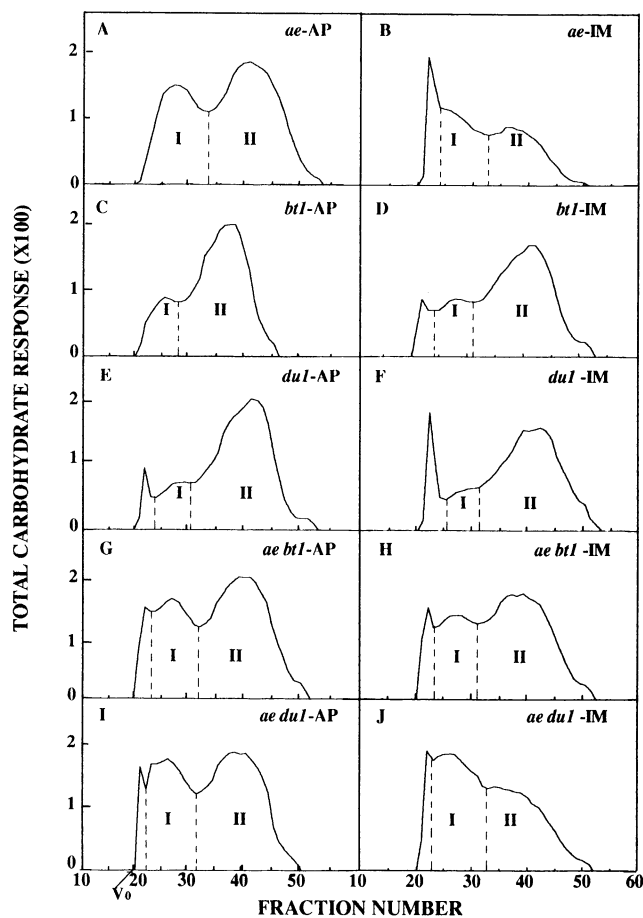 TOTAL CARBOHYDRATE RESPONSE (X100)
A ae-AP
2
1
0
I II
B ae-IM
I II
C bt1-AP
2
1
0
I II
D bt1-IM
I II
E du1-AP
2
1
0
I II
F du1-IM
I II
G ae bt1-AP
2
1
0
I II
H ae bt1-IM
I II
I ae du1-AP
2
1
0
I II
J ae du1-IM
I II
10 20 30 40 50 10 20 30 40 50 60
V0
FRACTION NUMBER